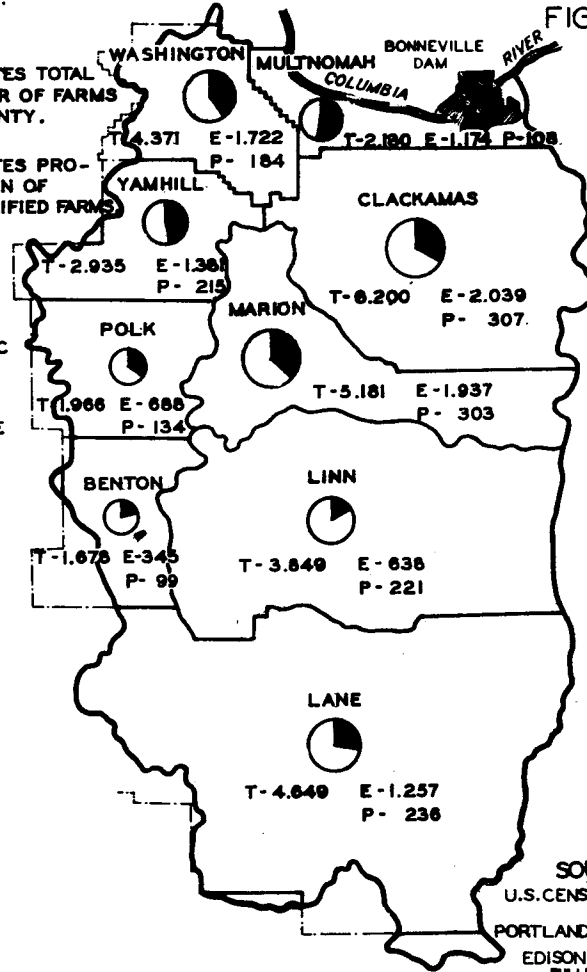 FIG
WASHINGTON
MULTNOMAH
BONNEVILLE
DAM
COLUMBIA
RIVER
TES TOTAL
R OF FARMS
NTY.
T-4.371 E-1.722
P- 184
T-2.180 E-1.174 P-108
TES PRO-
N OF
IFIED FARMS.
YAMHILL
T-2.935 E-1.381
P- 215
CLACKAMAS
T-6.200 E-2.039
P- 307
MARION
T-5.181 E-1.937
P- 303
C
POLK
T-1.966 E-688
P-134
E
BENTON
T-1.678 E-345
P- 99
LINN
T-3.849 E-638
P-221
LANE
T-4.649 E-1.257
P- 236
SOU
U.S.CENS
PORTLAND
EDISON